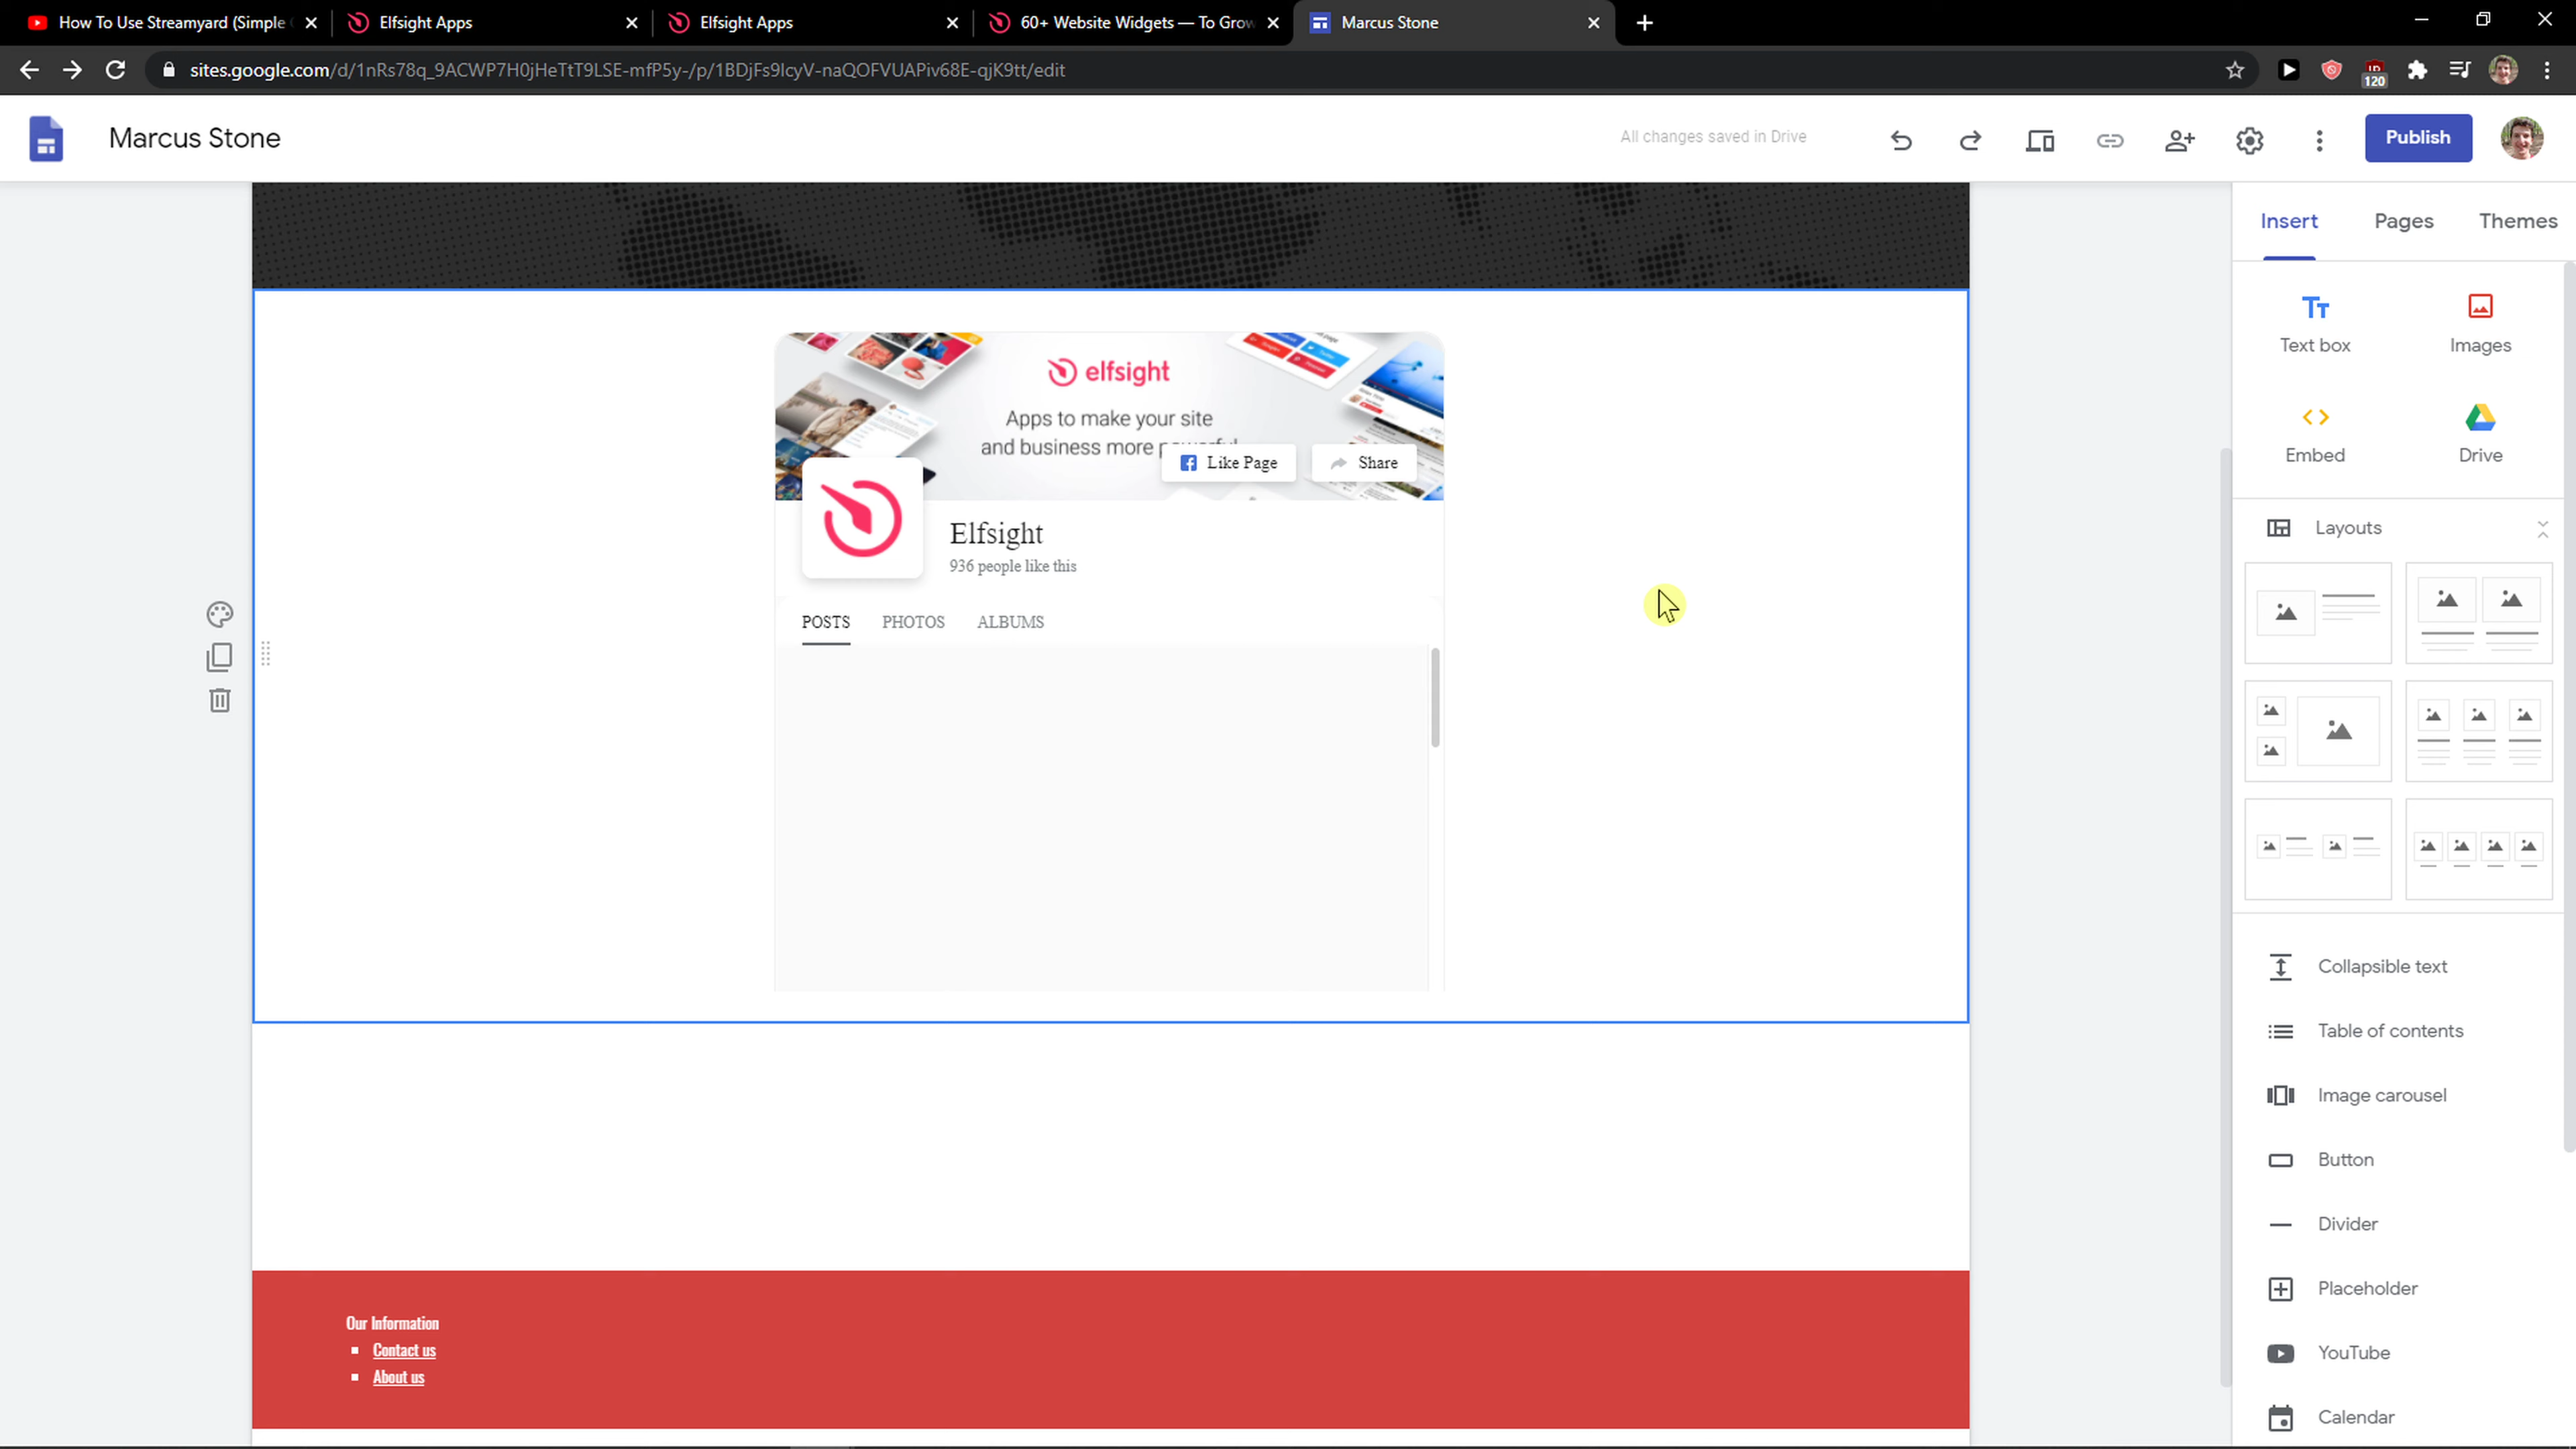 How To Use Streamyard (Simple
Elfsight Apps
Elfsight Apps
60+ Website Widgets — To Grow
Marcus Stone
sites.google.com/d/1nRs78q_9ACWP7H0jHeTtT9LSE-mfP5y-/p/1BDjFs9IcyV-naQOFVUAPiv68E-qjK9tt/edit
120
Marcus Stone
All changes saved in Drive
Publish
Insert
Pages
Themes
Text box
Images
Embed
Drive
Layouts
Collapsible text
Table of contents
Image carousel
Button
Divider
Placeholder
YouTube
Calendar
elfsight
Apps to make your site
and business more powerful
Like Page
Share
Elfsight
936 people like this
POSTS
PHOTOS
ALBUMS
Our Information
Contact us
About us